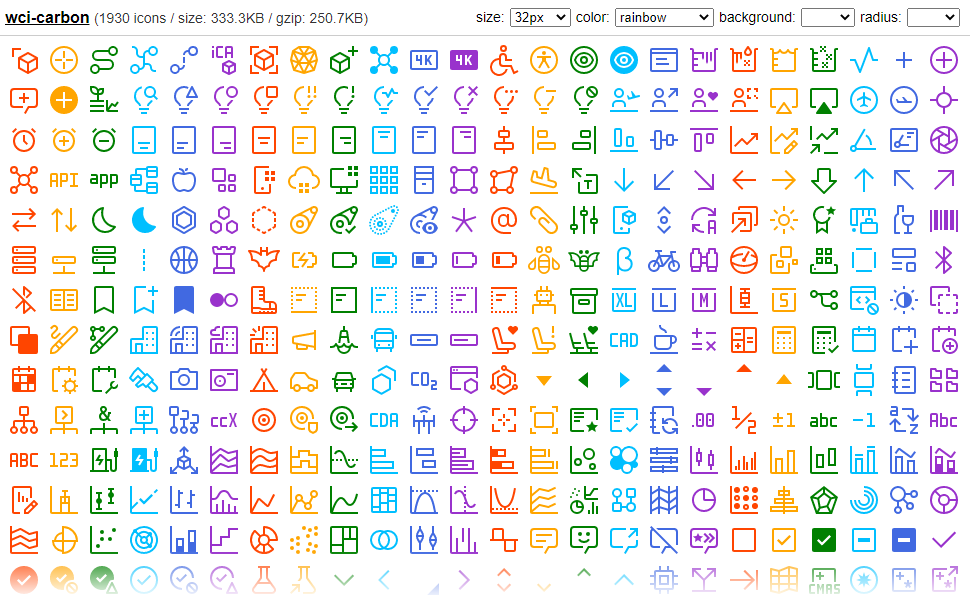 wci-carbon (1930 icons / size: 333.3KB / gzip: 250.7KB) size: 32px color: rainbow background: radius:
iCA 4K 4K
API app
T A
@
β
XL L M S
CAD
CO₂
& ccX CDA .00 1/2 ±1 abc -1 a z Abc
ABC 123
CMAS